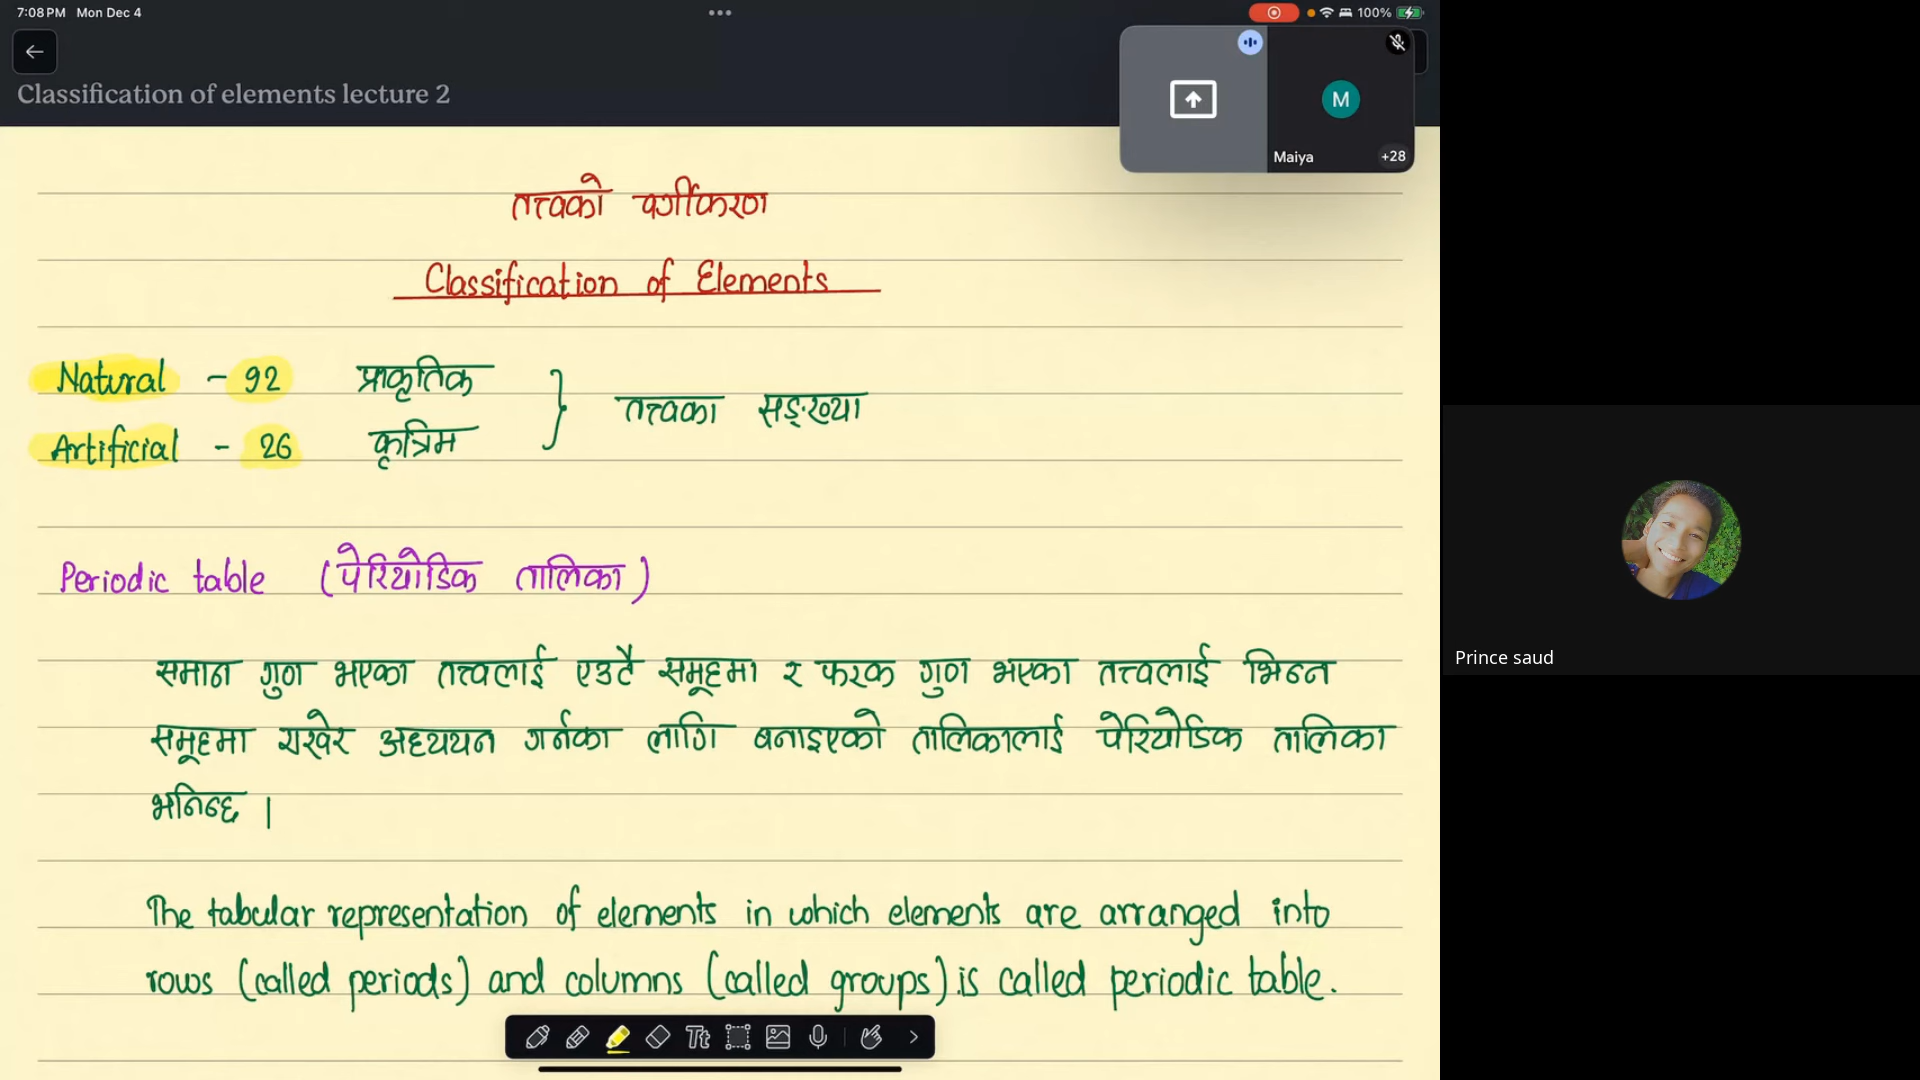 7:08 PM Mon Dec 4
100%
Classification of elements lecture 2
M
Maiya
+28
तत्त्वको वर्गीकरण
Classification of Elements
Natural - 92 प्राकृतिक
Artificial - 26 कृत्रिम
} तत्त्वका सङ्ख्या
Periodic table (पेरियोडिक तालिका)
समान गुण भएका तत्त्वलाई एउटै समूहमा र फरक गुण भएका तत्त्वलाई भिन्न
समूहमा राखेर अध्ययन गर्नका लागि बनाइएको तालिकालाई पेरियोडिक तालिका
भनिन्छ ।
The tabular representation of elements in which elements are arranged into
rows (called periods) and columns (called groups) is called periodic table.
Tt
Prince saud